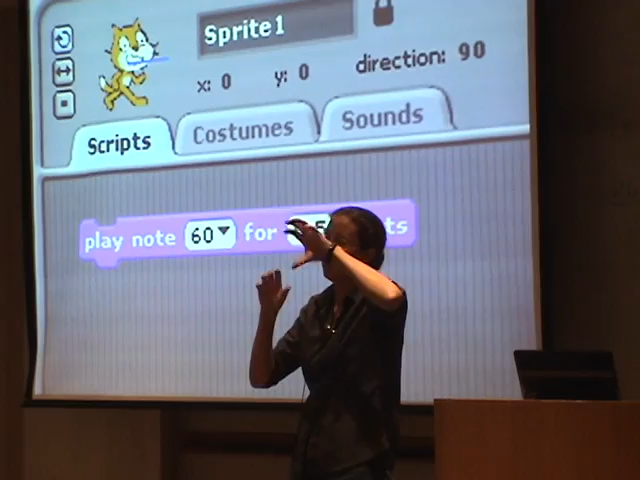 Sprite1
x: 0 y: 0 direction: 90
Scripts Costumes Sounds
play note 60 for